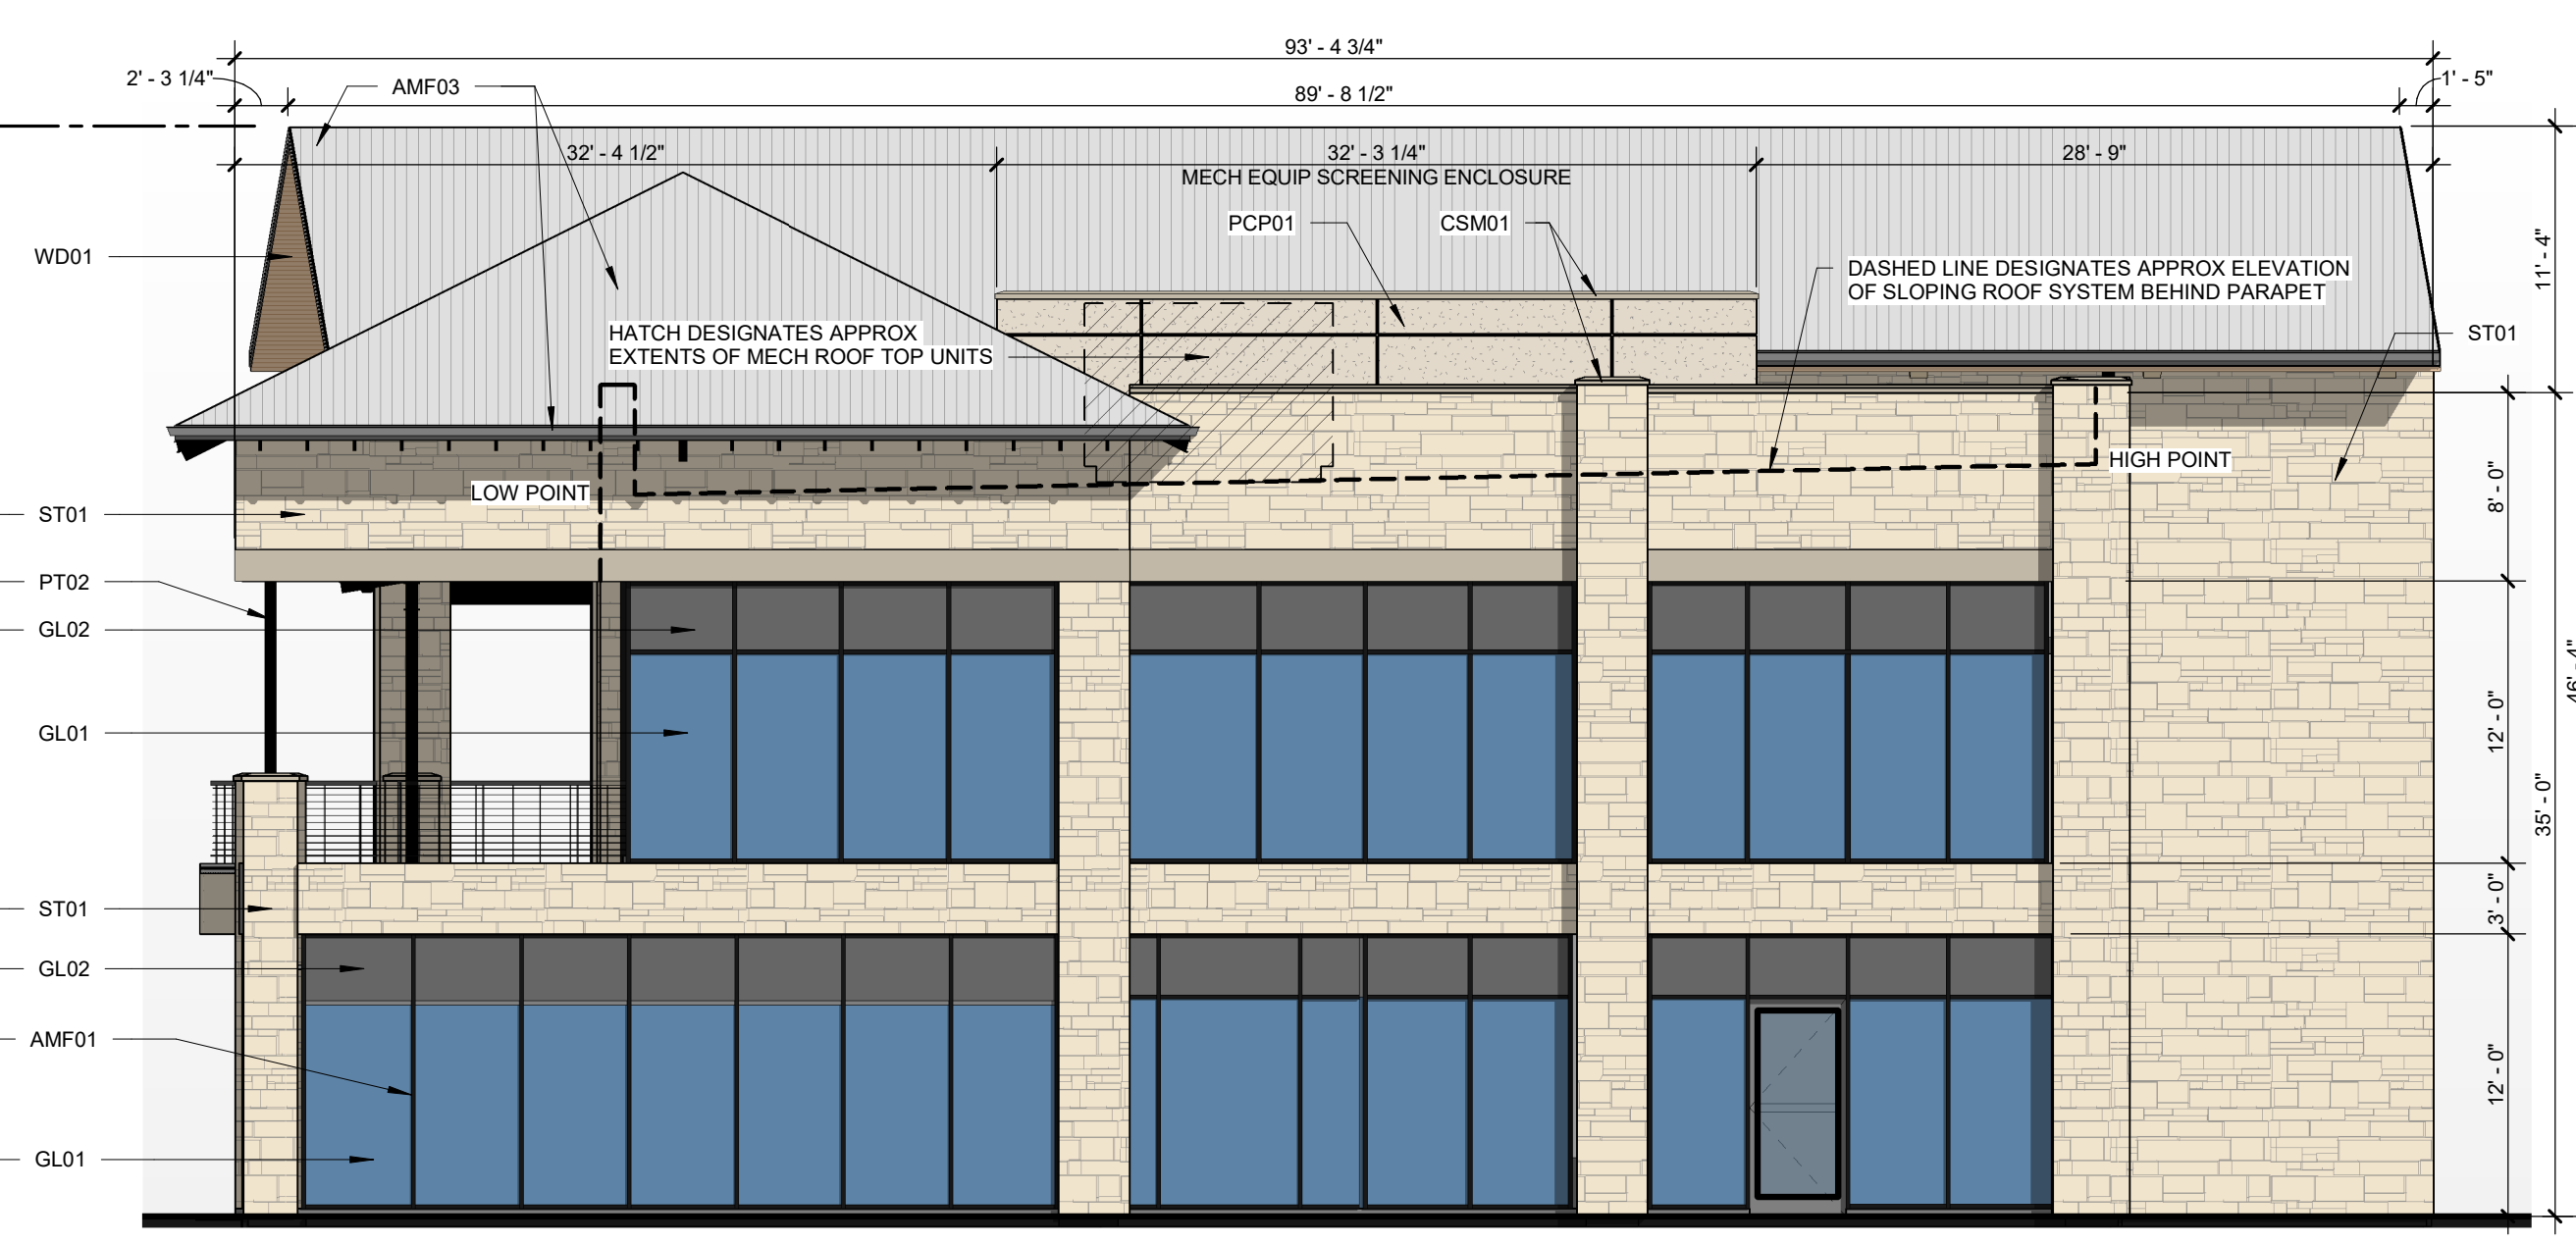 93' - 4 3/4"
2' - 3 1/4"
AMF03
89' - 8 1/2"
1' - 5"
32' - 4 1/2"
32' - 3 1/4"
28' - 9"
MECH EQUIP SCREENING ENCLOSURE
PCP01
CSM01
WD01
DASHED LINE DESIGNATES APPROX ELEVATION
OF SLOPING ROOF SYSTEM BEHIND PARAPET
11' - 4"
HATCH DESIGNATES APPROX
EXTENTS OF MECH ROOF TOP UNITS
ST01
HIGH POINT
LOW POINT
8' - 0"
ST01
PT02
GL02
GL01
12' - 0"
46' - 4"
35' - 0"
ST01
3' - 0"
GL02
AMF01
12' - 0"
GL01